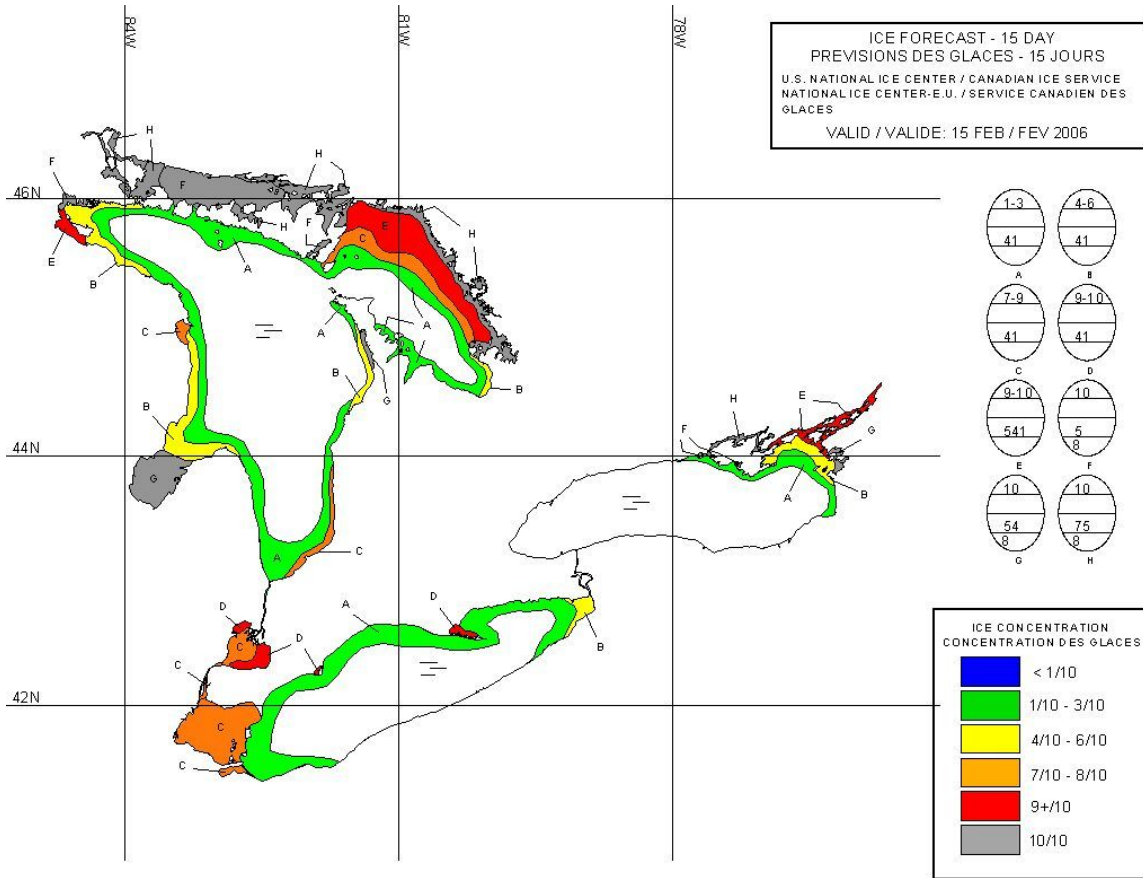 84W
81W
78W
ICE FORECAST - 15 DAY
PREVISIONS DES GLACES - 15 JOURS
U.S. NATIONAL ICE CENTER / CANADIAN ICE SERVICE
NATIONAL ICE CENTER-E.U. / SERVICE CANADIEN DES
GLACES
VALID / VALIDE: 15 FEB / FEV 2006
H
H
F
F
H
46N
E
H
F
H
C
E
A
B
A
C
A
B
G
B
B
H
E
F
G
44N
G
A
B
A
C
D
A
D
B
C
D
C
42N
C
C
1-3
41
A
4-6
41
B
7-9
41
C
9-10
41
D
9-10
541
E
10
5
8
F
10
54
8
G
10
75
8
H
ICE CONCENTRATION
CONCENTRATION DES GLACES
< 1/10
1/10 - 3/10
4/10 - 6/10
7/10 - 8/10
9+/10
10/10